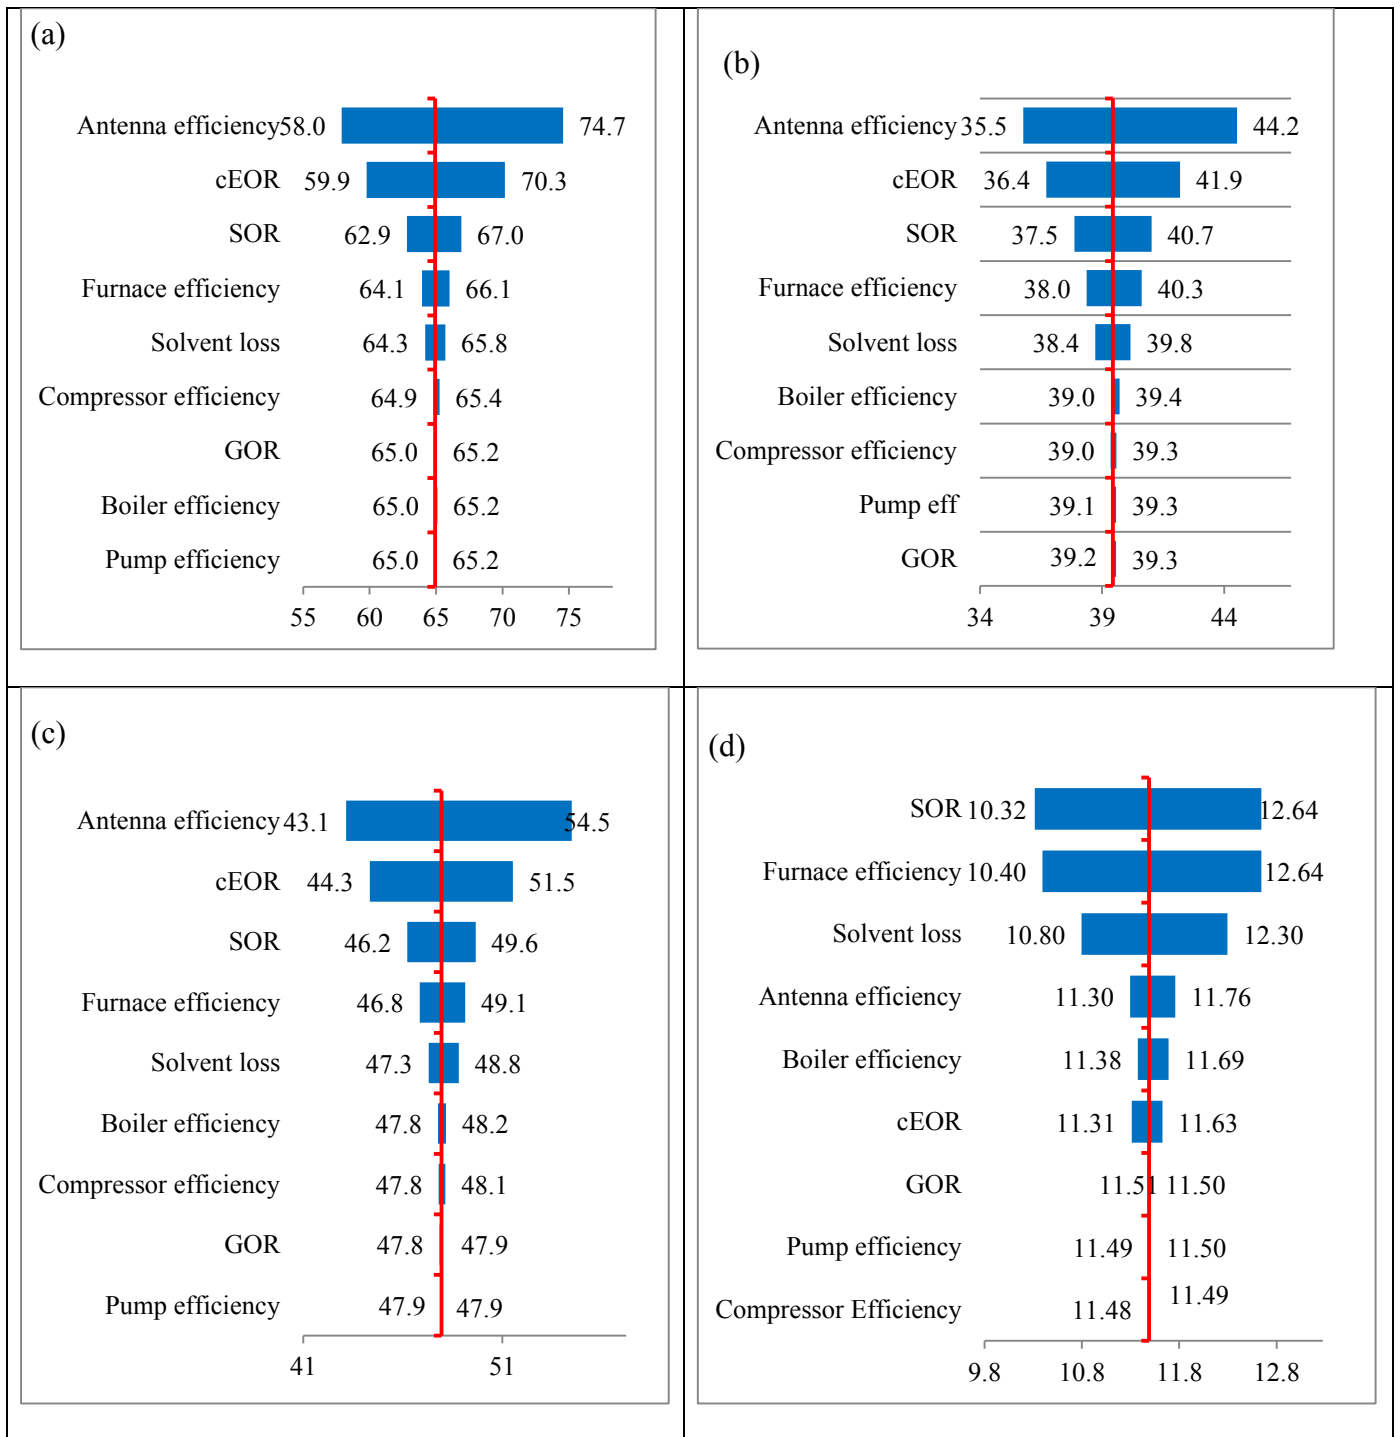 (a)
Antenna efficiency 58.0 74.7
cEOR 59.9 70.3
SOR 62.9 67.0
Furnace efficiency 64.1 66.1
Solvent loss 64.3 65.8
Compressor efficiency 64.9 65.4
GOR 65.0 65.2
Boiler efficiency 65.0 65.2
Pump efficiency 65.0 65.2
55 60 65 70 75
(b)
Antenna efficiency 35.5 44.2
cEOR 36.4 41.9
SOR 37.5 40.7
Furnace efficiency 38.0 40.3
Solvent loss 38.4 39.8
Boiler efficiency 39.0 39.4
Compressor efficiency 39.0 39.3
Pump eff 39.1 39.3
GOR 39.2 39.3
34 39 44
(c)
Antenna efficiency 43.1 54.5
cEOR 44.3 51.5
SOR 46.2 49.6
Furnace efficiency 46.8 49.1
Solvent loss 47.3 48.8
Boiler efficiency 47.8 48.2
Compressor efficiency 47.8 48.1
GOR 47.8 47.9
Pump efficiency 47.9 47.9
41 51
(d)
SOR 10.32 12.64
Furnace efficiency 10.40 12.64
Solvent loss 10.80 12.30
Antenna efficiency 11.30 11.76
Boiler efficiency 11.38 11.69
cEOR 11.31 11.63
GOR 11.51 11.50
Pump efficiency 11.49 11.50
Compressor Efficiency 11.48 11.49
9.8 10.8 11.8 12.8